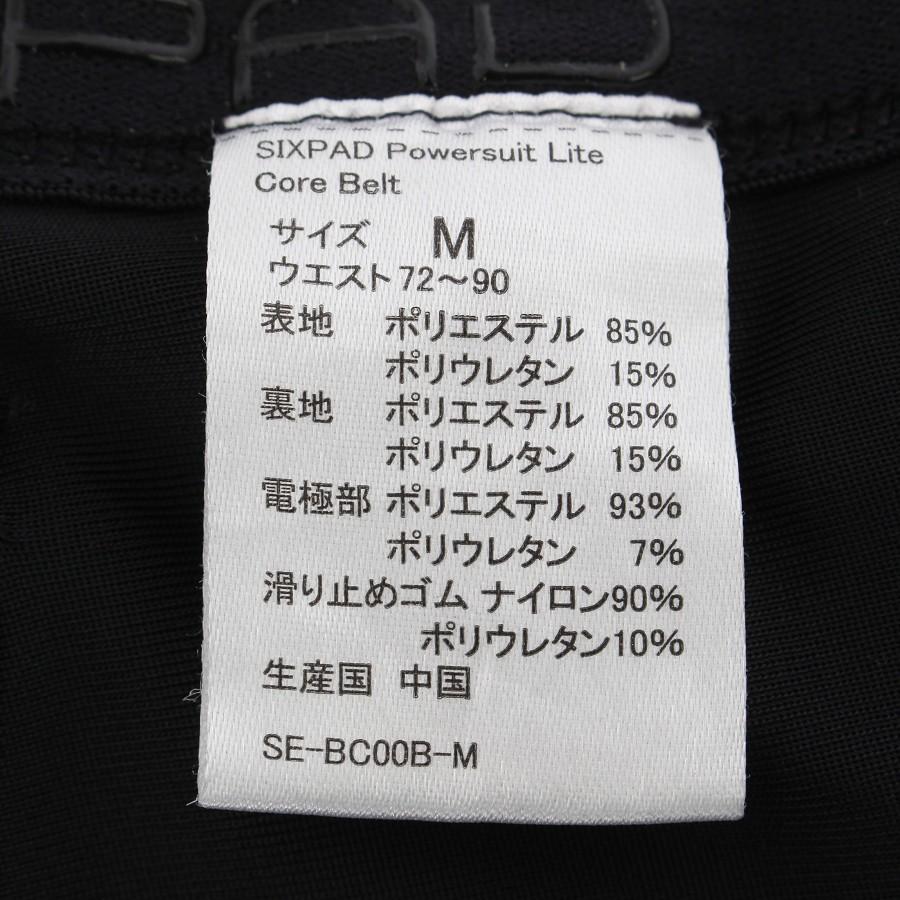 PAD
SIXPAD Powersuit Lite
Core Belt
サイズ M
ウエスト72～90
表地 ポリエステル 85%
ポリウレタン 15%
裏地 ポリエステル 85%
ポリウレタン 15%
電極部 ポリエステル 93%
ポリウレタン 7%
滑り止めゴム ナイロン90%
ポリウレタン10%
生産国 中国
SE-BC00B-M